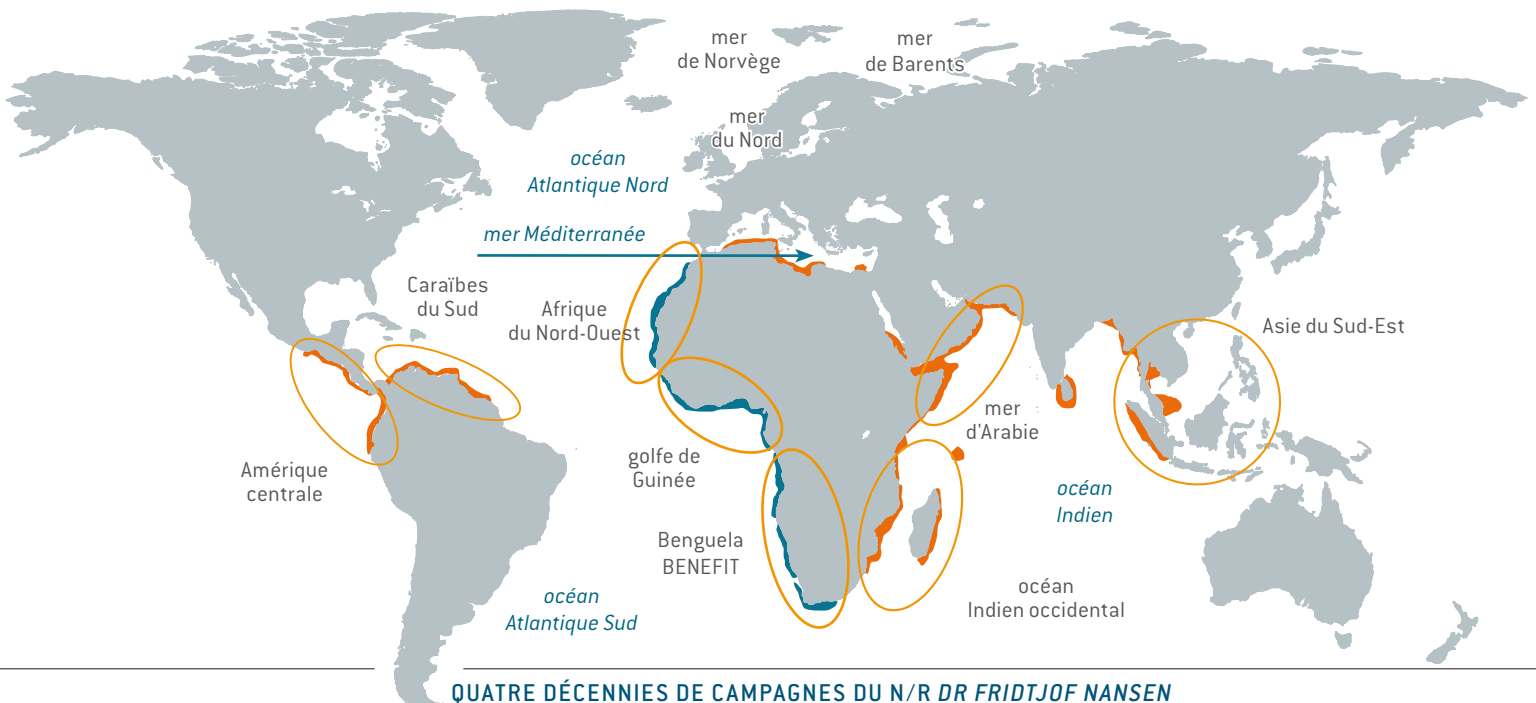 mer
de Norvège
mer
de Barents
mer
du Nord
océan
Atlantique Nord
mer Méditerranée
Caraïbes
du Sud
Afrique
du Nord-Ouest
Asie du Sud-Est
mer
d'Arabie
golfe de
Guinée
Amérique
centrale
océan
Indien
Benguela
BENEFIT
océan
Indien occidental
océan
Atlantique Sud
QUATRE DÉCENNIES DE CAMPAGNES DU N/R DR FRIDTJOF NANSEN